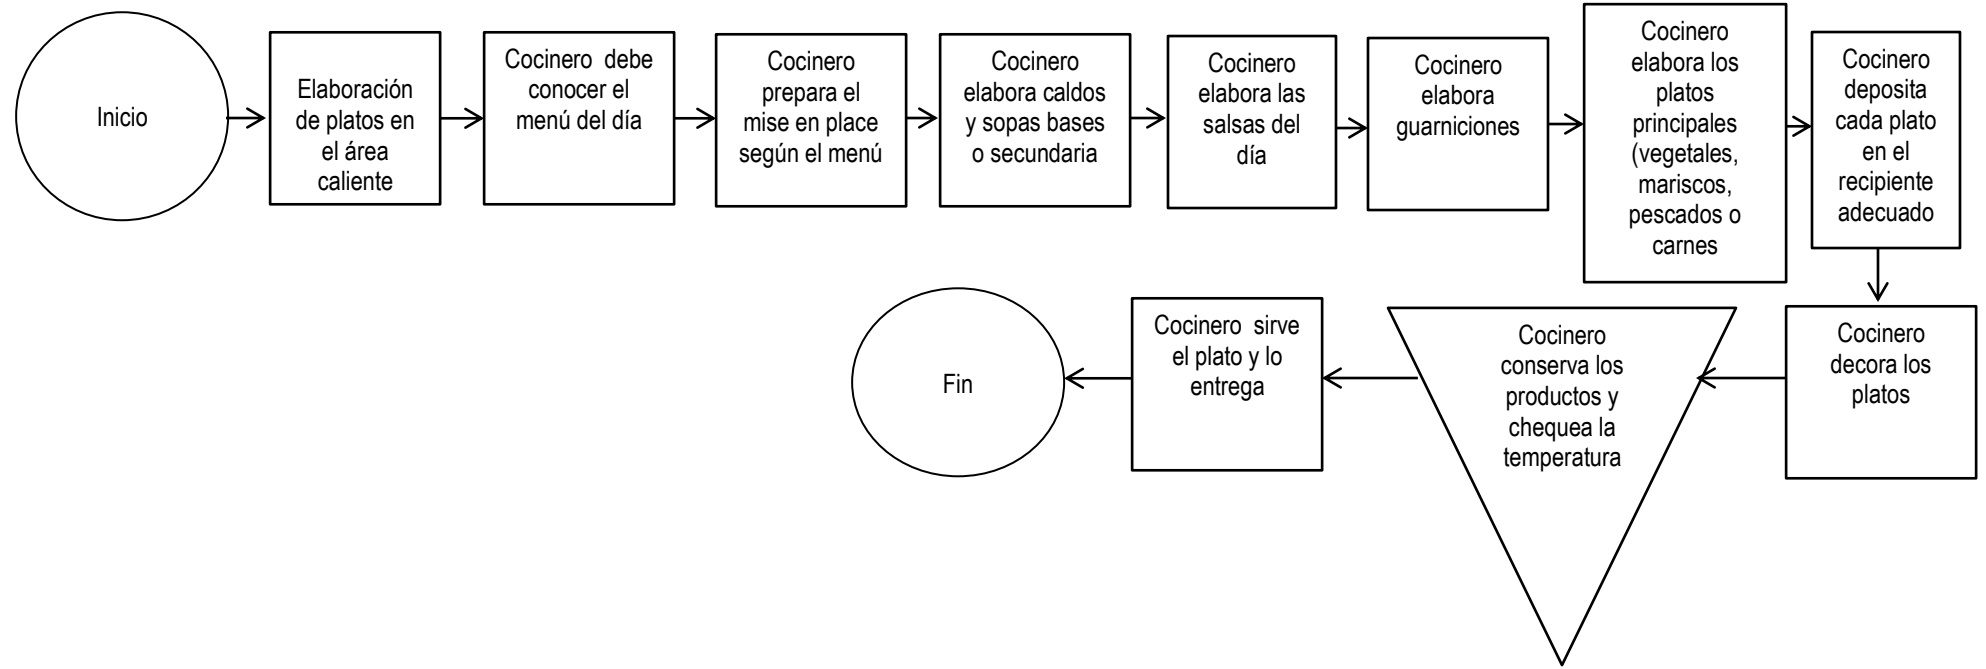 Inicio
Elaboración
de platos en
el área
caliente
Cocinero debe
conocer el
menú del día
Cocinero
prepara el
mise en place
según el menú
Cocinero
elabora caldos
y sopas bases
o secundaria
Cocinero
elabora las
salsas del
día
Cocinero
elabora
guarniciones
Cocinero
elabora los
platos
principales
(vegetales,
mariscos,
pescados o
carnes
Cocinero
deposita
cada plato
en el
recipiente
adecuado
Cocinero
decora los
platos
Cocinero
conserva los
productos y
chequea la
temperatura
Cocinero sirve
el plato y lo
entrega
Fin